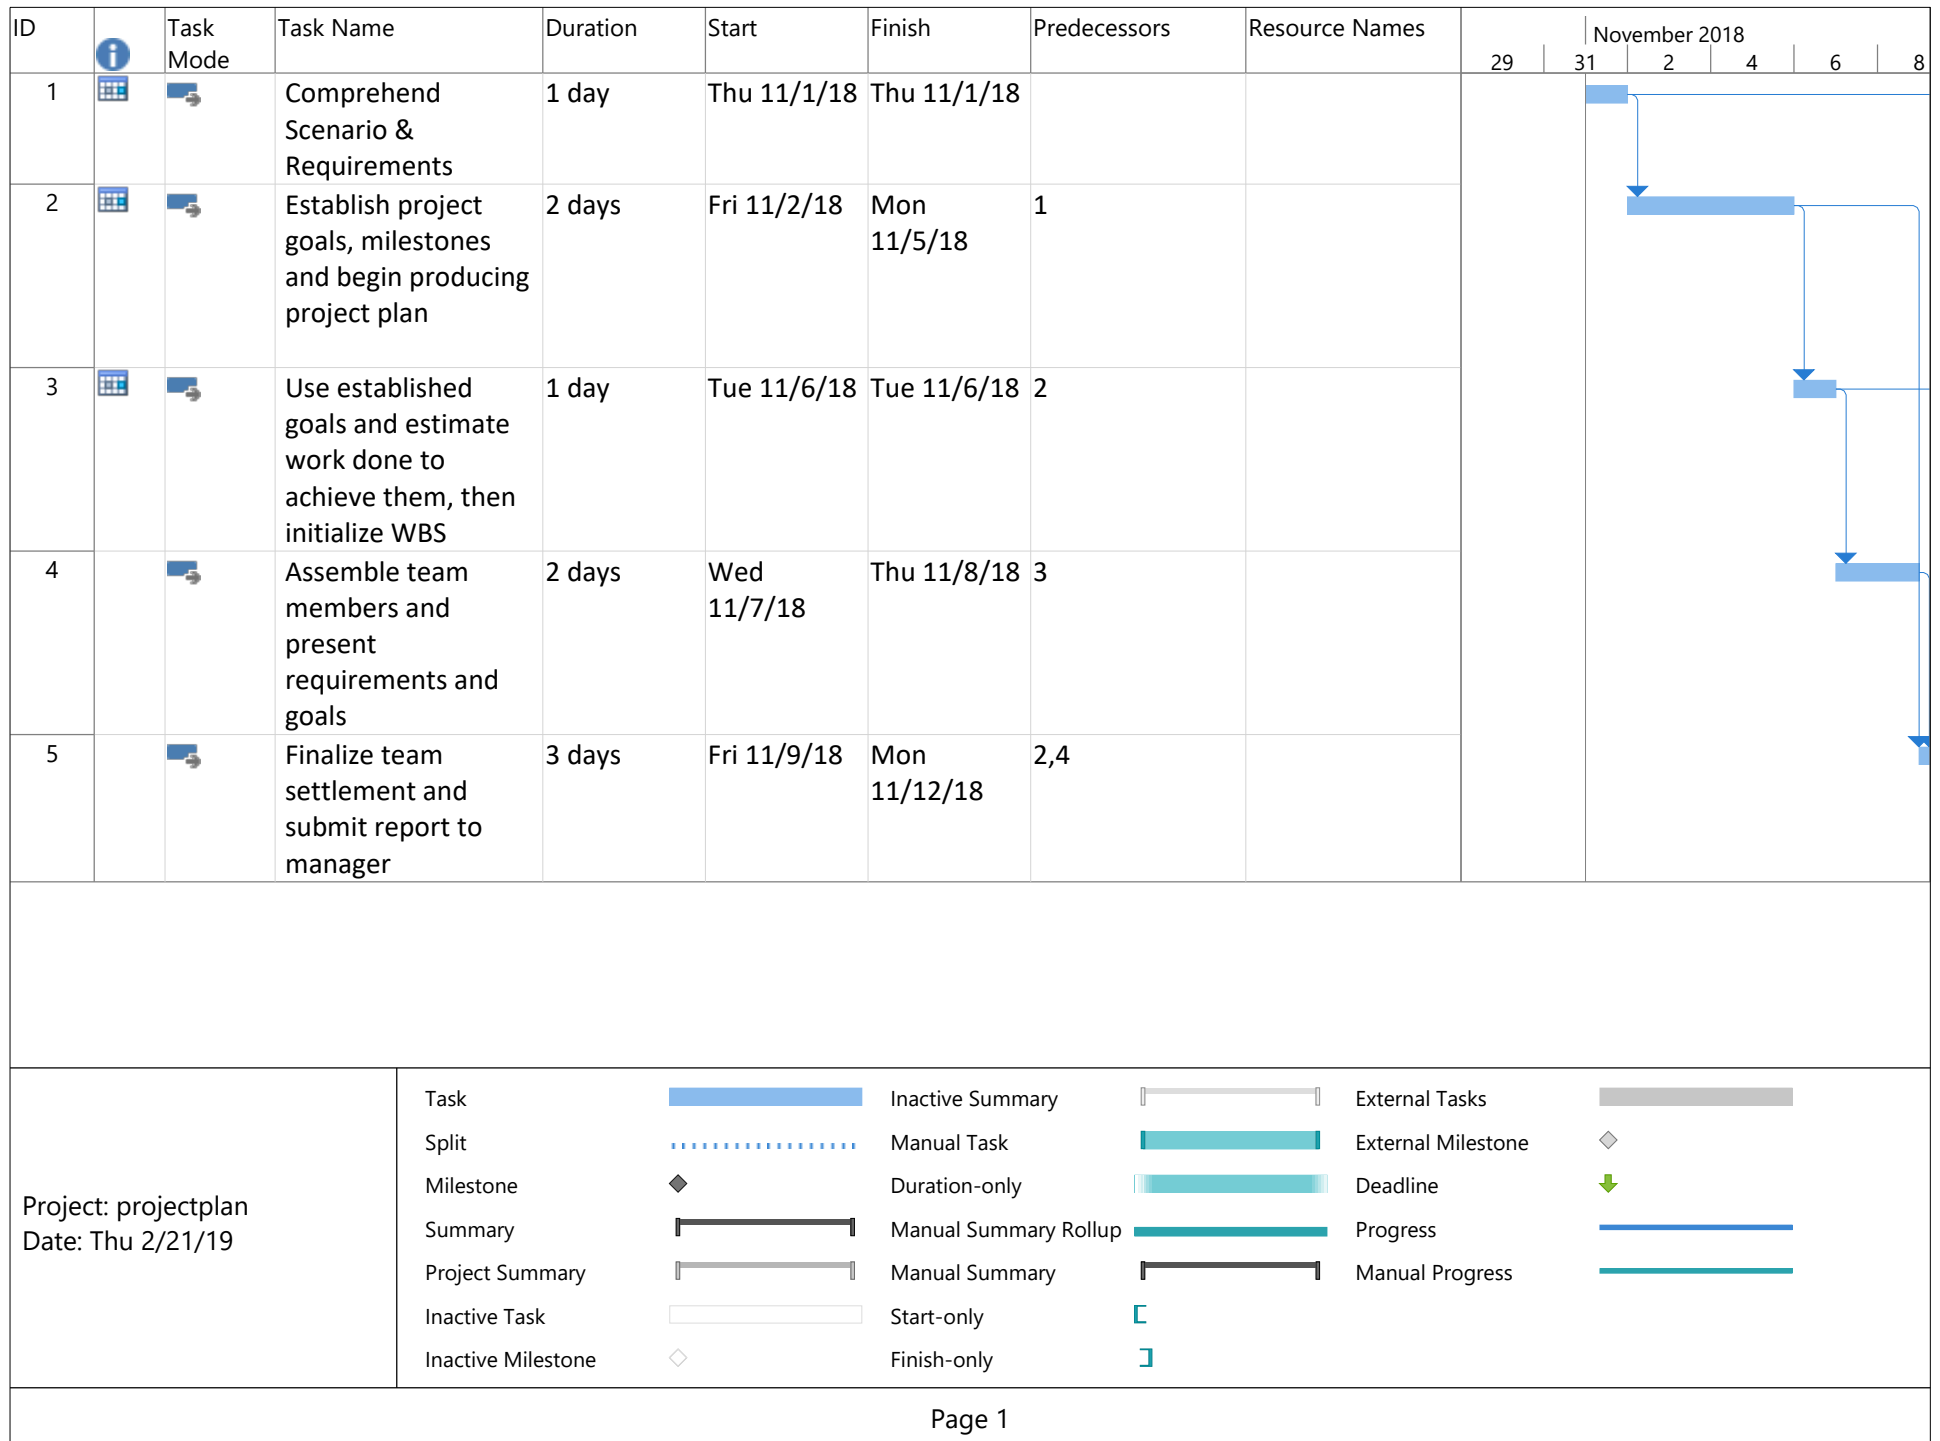 ID Task Mode Task Name Duration Start Finish Predecessors Resource Names
November 2018
29 31 2 4 6 8
1 Comprehend 1 day Thu 11/1/18 Thu 11/1/18
Scenario &
Requirements
2 Establish project 2 days Fri 11/2/18 Mon 1
goals, milestones 11/5/18
and begin producing
project plan
3 Use established 1 day Tue 11/6/18 Tue 11/6/18 2
goals and estimate
work done to
achieve them, then
initialize WBS
4 Assemble team 2 days Wed Thu 11/8/18 3
members and 11/7/18
present
requirements and
goals
5 Finalize team 3 days Fri 11/9/18 Mon 2,4
settlement and 11/12/18
submit report to
manager
Project: projectplan
Date: Thu 2/21/19
Task
Split
Milestone
Summary
Project Summary
Inactive Task
Inactive Milestone
Inactive Summary
Manual Task
Duration-only
Manual Summary Rollup
Manual Summary
Start-only
Finish-only
External Tasks
External Milestone
Deadline
Progress
Manual Progress
Page 1